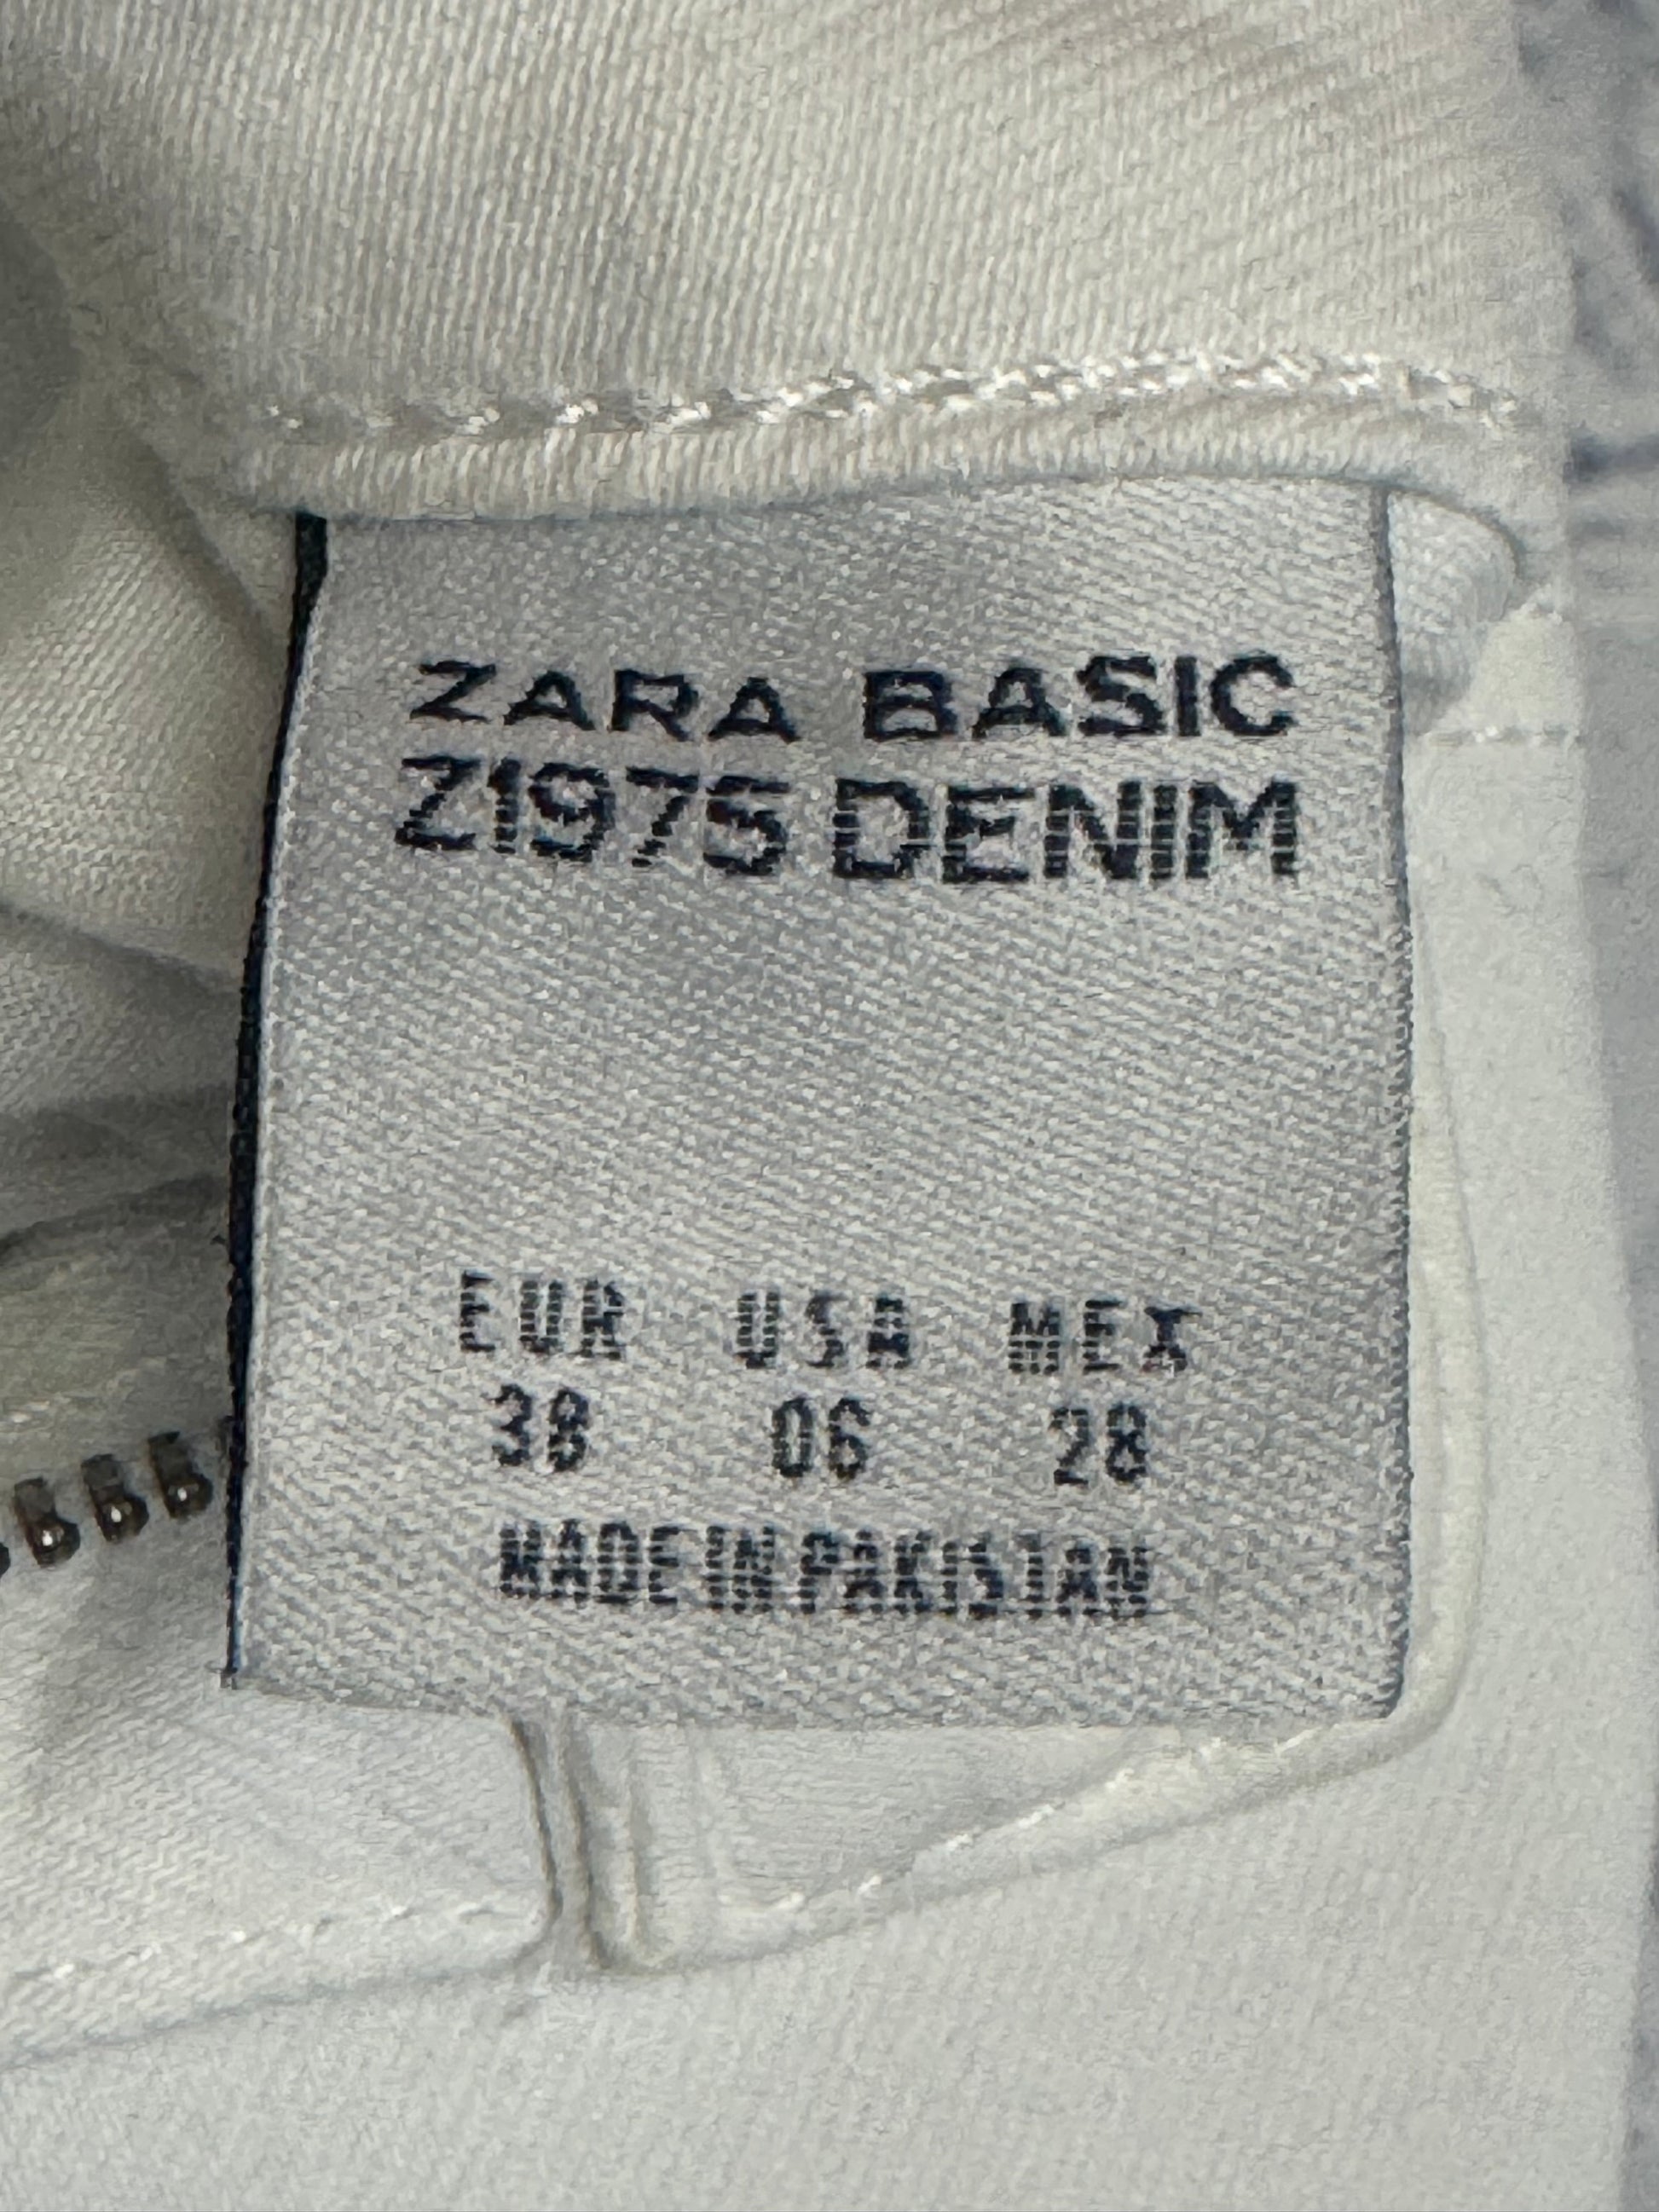 ZARA BASIC
Z1975 DENIM
EUR USA MEX
38 06 28
MADE IN PAKISTAN